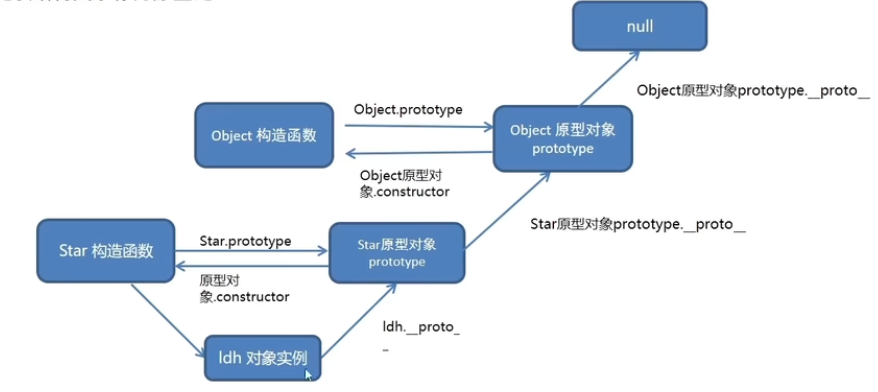 null
Object原型对象prototype.__proto__
Object.prototype
Object 构造函数
Object 原型对象
prototype
Object原型对
象.constructor
Star原型对象prototype.__proto__
Star 构造函数
Star.prototype
Star原型对象
prototype
原型对
象.constructor
ldh.__proto_
_
ldh 对象实例